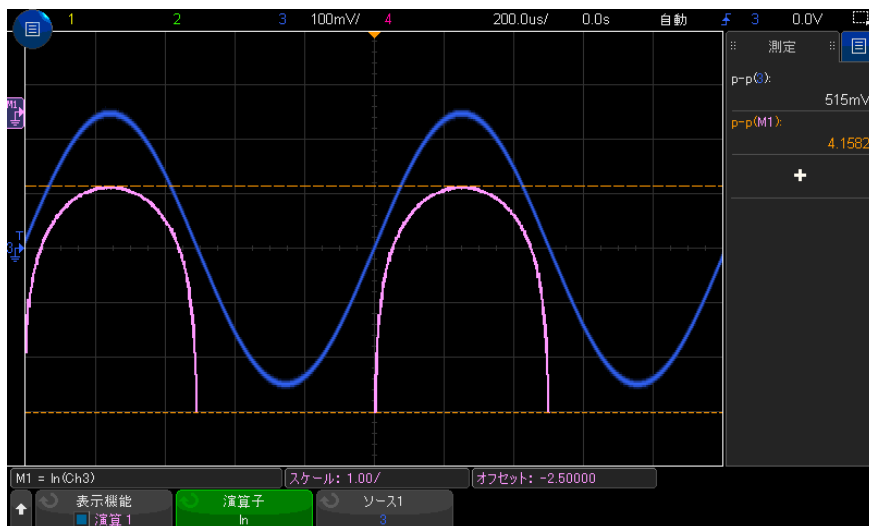 1 2 3 100mV/ 4 200.0us/ 0.0s 自動 3 0.0V
測定
p-p(3):
515mV
p-p(M1):
4.1582
M1
T
3
M1 = ln(Ch3) スケール: 1.00/ オフセット: -2.50000
表示機能 演算子 ソース1
演算 1 ln 3